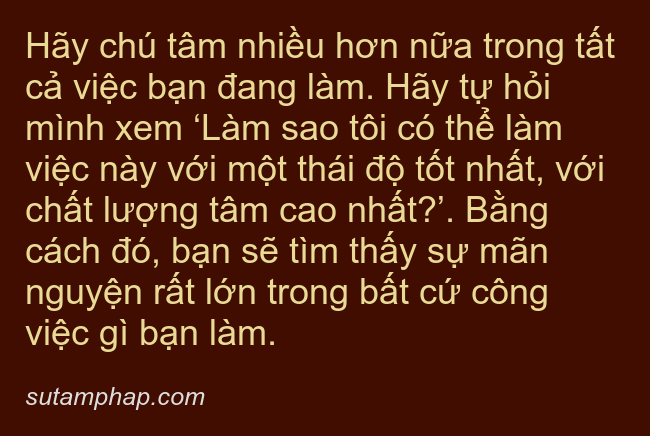 Hãy chú tâm nhiều hơn nữa trong tất
cả việc bạn đang làm. Hãy tự hỏi
mình xem ‘Làm sao tôi có thể làm
việc này với một thái độ tốt nhất, với
chất lượng tâm cao nhất?’. Bằng
cách đó, bạn sẽ tìm thấy sự mãn
nguyện rất lớn trong bất cứ công
việc gì bạn làm.
sutamphap.com